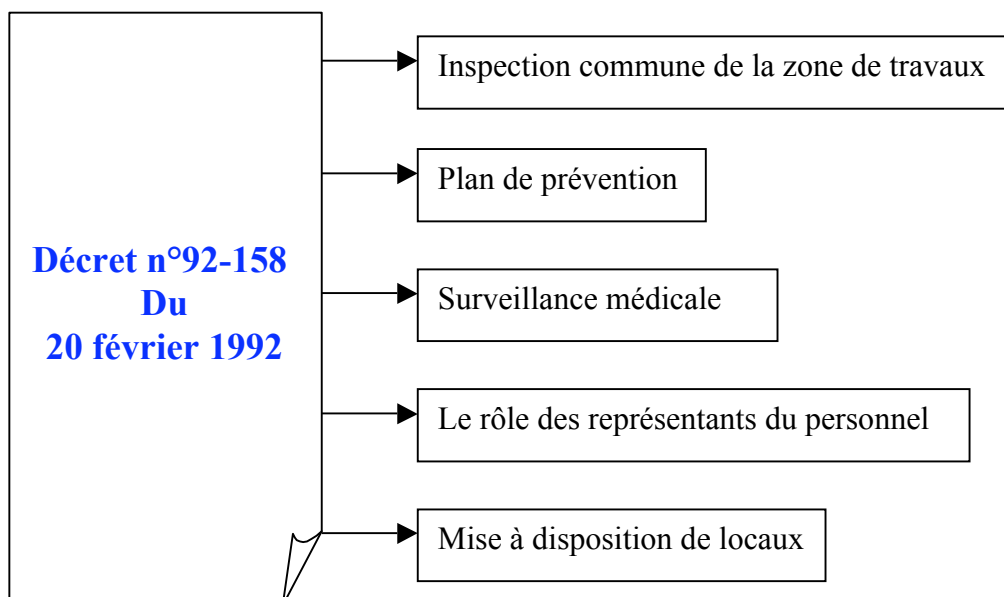 Décret n°92-158
Du
20 février 1992
Inspection commune de la zone de travaux
Plan de prévention
Surveillance médicale
Le rôle des représentants du personnel
Mise à disposition de locaux